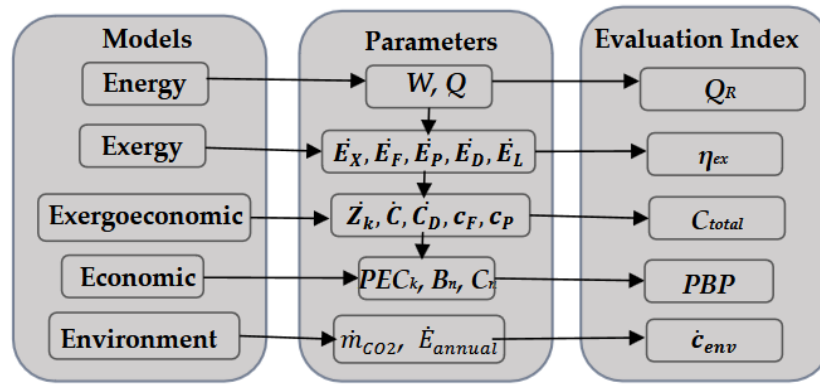 Models Parameters Evaluation Index
Energy W, Q Q_R
Exergy Ė_X, Ė_F, Ė_P, Ė_D, Ė_L η_ex
Exergoeconomic Ż_k, Ċ, Ċ_D, c_F, c_P C_total
Economic PEC_k, B_n, C_n PBP
Environment ṁ_CO2, Ė_annual ċ_env